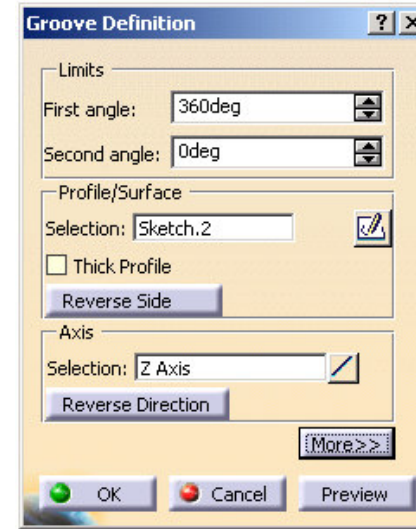 Groove Definition ? X
Limits
First angle: 360deg
Second angle: 0deg
Profile/Surface
Selection: Sketch.2
Thick Profile
Reverse Side
Axis
Selection: Z Axis
Reverse Direction
More>>
OK Cancel Preview